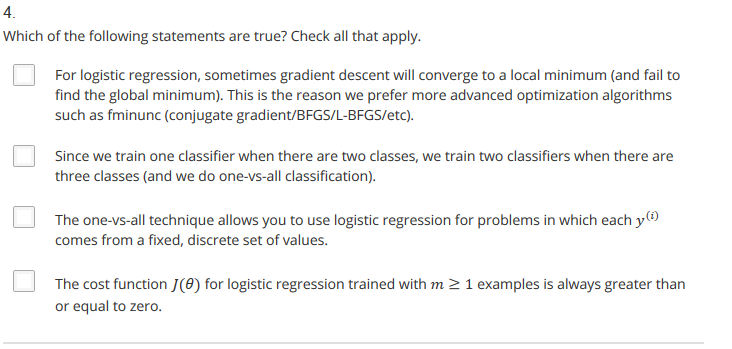 4.
Which of the following statements are true? Check all that apply.
For logistic regression, sometimes gradient descent will converge to a local minimum (and fail to
find the global minimum). This is the reason we prefer more advanced optimization algorithms
such as fminunc (conjugate gradient/BFGS/L-BFGS/etc).
Since we train one classifier when there are two classes, we train two classifiers when there are
three classes (and we do one-vs-all classification).
The one-vs-all technique allows you to use logistic regression for problems in which each y⁽ⁱ⁾
comes from a fixed, discrete set of values.
The cost function J(θ) for logistic regression trained with m ≥ 1 examples is always greater than
or equal to zero.